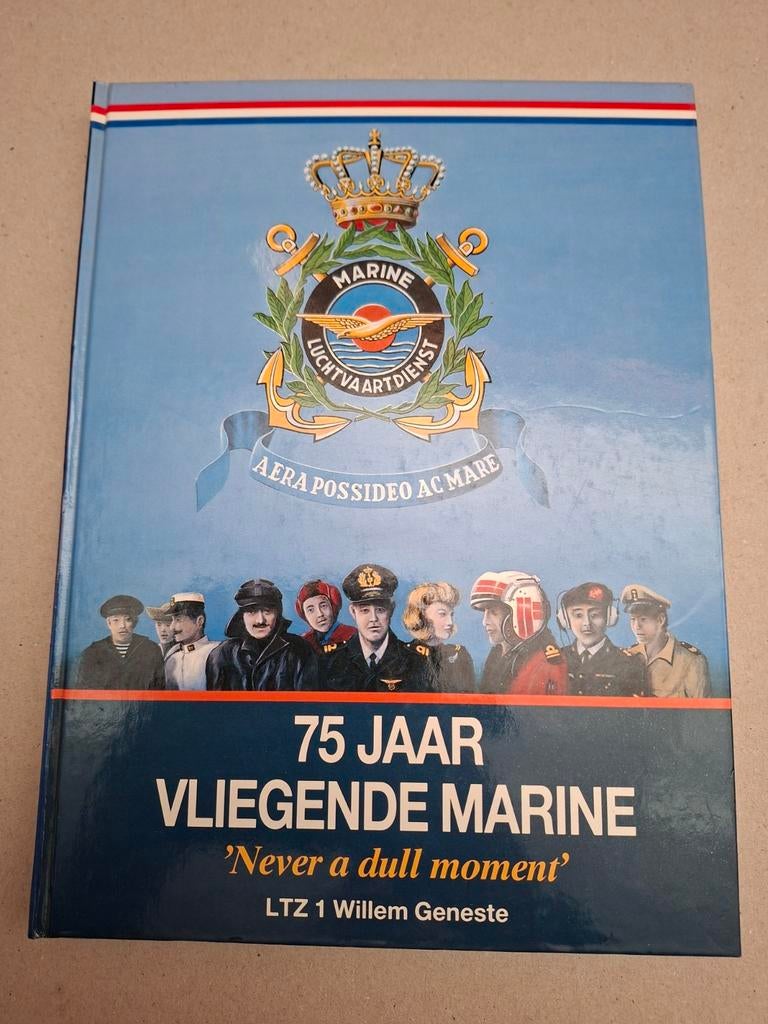 MARINE
LUCHTVAARTDIENST
AERA POSSIDEO AC MARE
75 JAAR
VLIEGENDE MARINE
'Never a dull moment'
LTZ 1 Willem Geneste